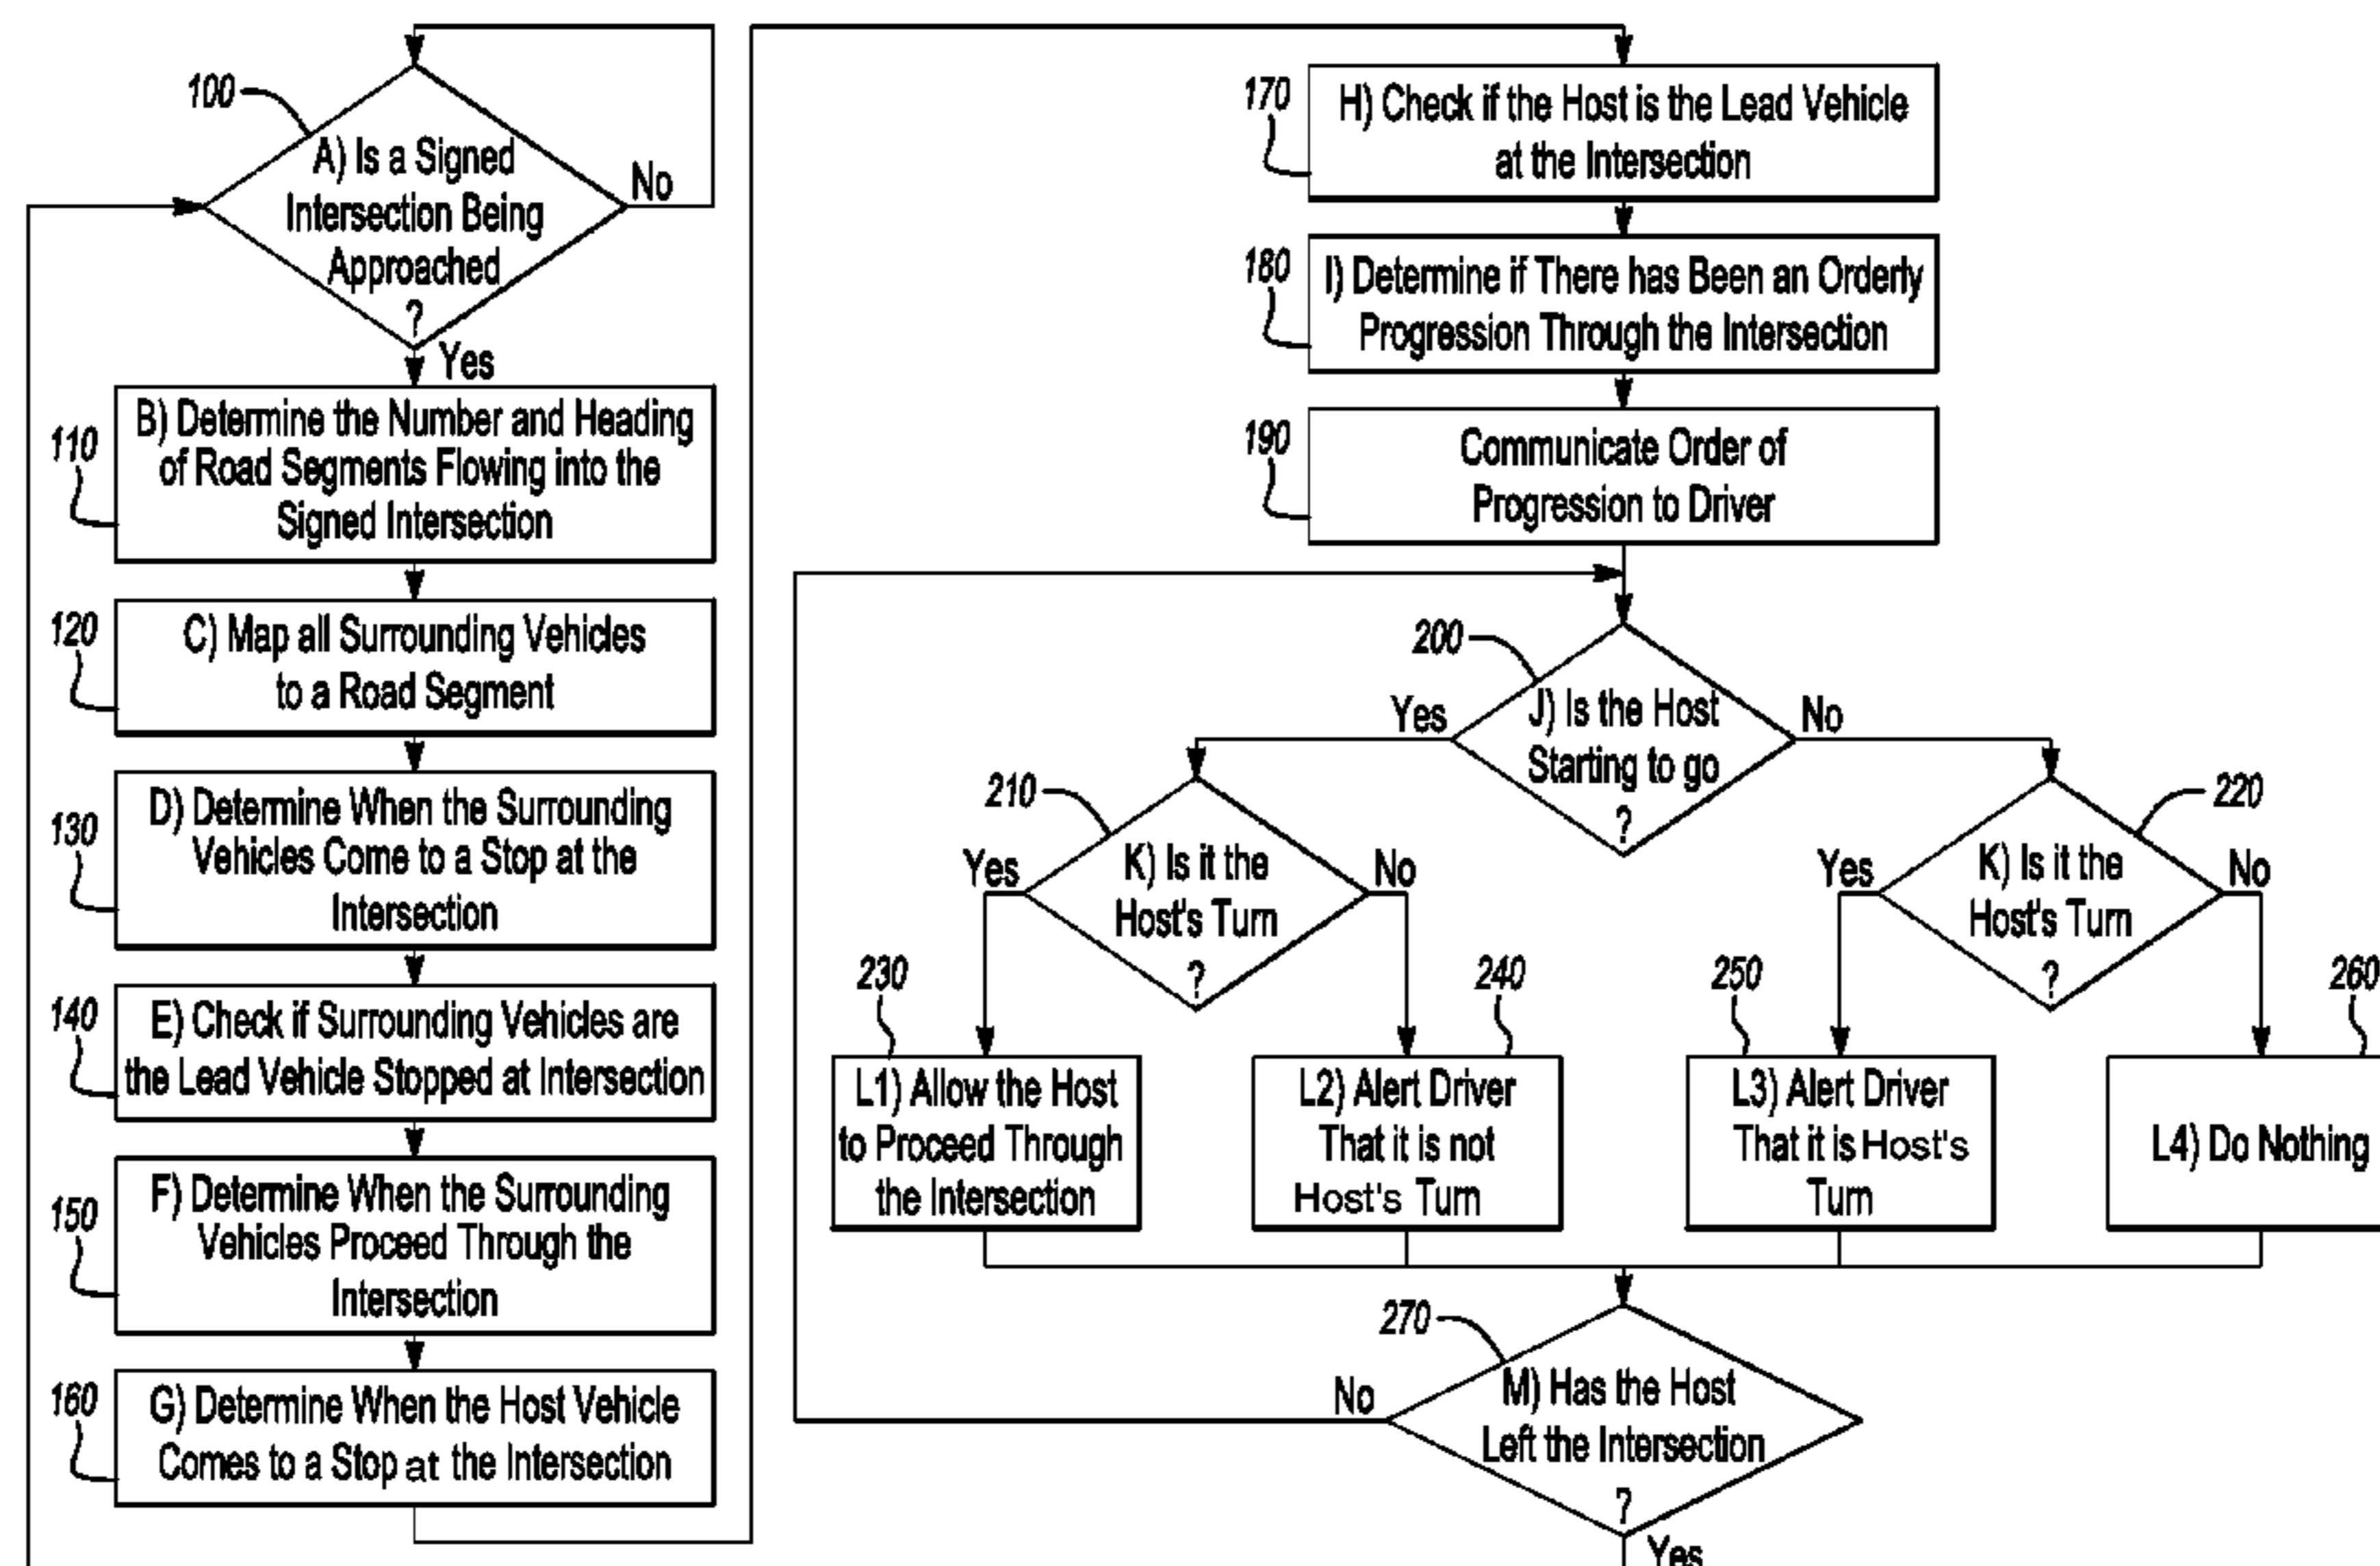 100
A) Is a Signed
Intersection Being
Approached
?
No
Yes
110
B) Determine the Number and Heading
of Road Segments Flowing into the
Signed Intersection
120
C) Map all Surrounding Vehicles
to a Road Segment
130
D) Determine When the Surrounding
Vehicles Come to a Stop at the
Intersection
140
E) Check if Surrounding Vehicles are
the Lead Vehicle Stopped at Intersection
150
F) Determine When the Surrounding
Vehicles Proceed Through the
Intersection
160
G) Determine When the Host Vehicle
Comes to a Stop at the Intersection
170
H) Check if the Host is the Lead Vehicle
at the Intersection
180
I) Determine if There has Been an Orderly
Progression Through the Intersection
190
Communicate Order of
Progression to Driver
200
J) Is the Host
Starting to go
?
Yes
No
210
K) Is it the
Host's Turn
?
Yes
No
220
K) Is it the
Host's Turn
?
Yes
No
230
L1) Allow the Host
to Proceed Through
the Intersection
240
L2) Alert Driver
That it is not
Host's Turn
250
L3) Alert Driver
That it is Host's
Turn
260
L4) Do Nothing
270
M) Has the Host
Left the Intersection
?
No
Yes